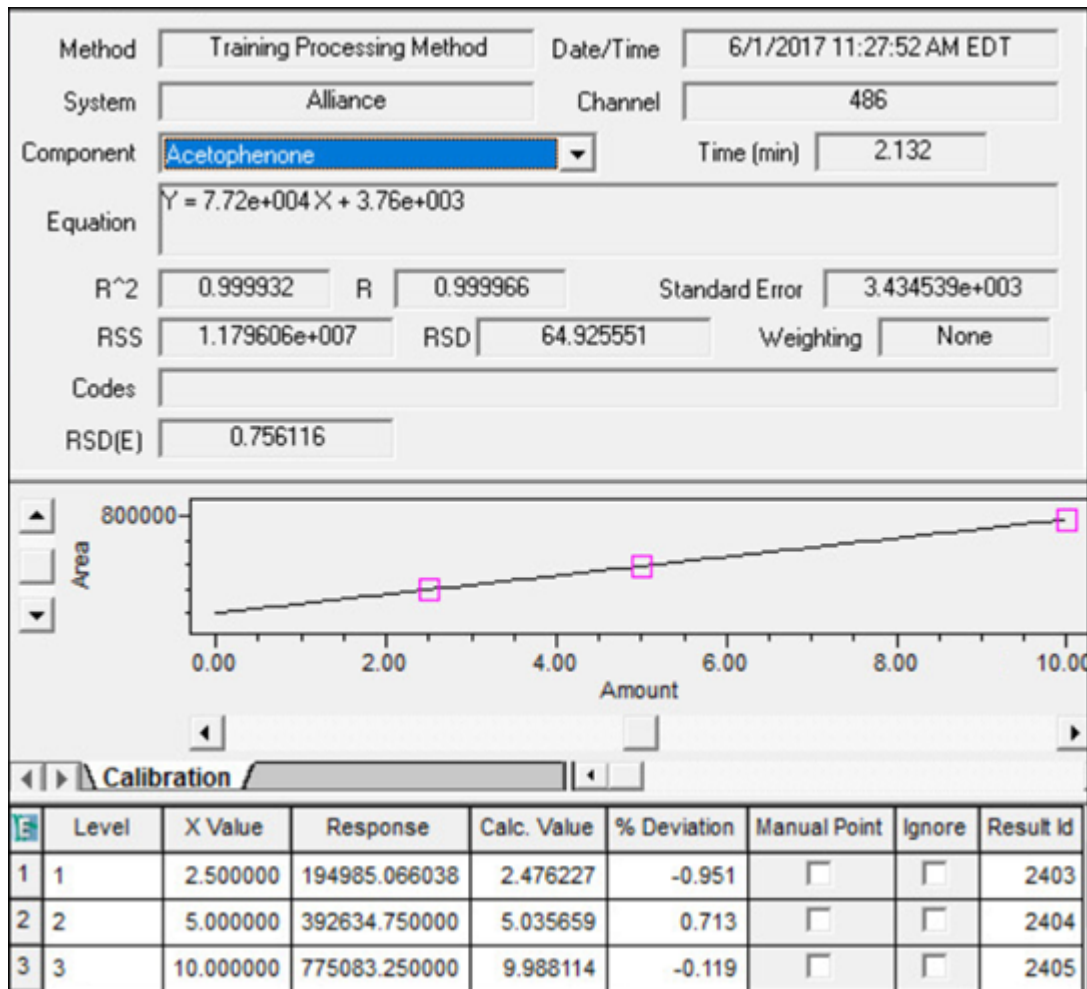 Method Training Processing Method Date/Time 6/1/2017 11:27:52 AM EDT
System Alliance Channel 486
Component Acetophenone Time (min) 2.132
Equation Y = 7.72e+004 X + 3.76e+003
R^2 0.999932 R 0.999966 Standard Error 3.434539e+003
RSS 1.179606e+007 RSD 64.925551 Weighting None
Codes
RSD(E) 0.756116
800000
Area
0.00 2.00 4.00 6.00 8.00 10.00
Amount
Calibration
Level X Value Response Calc. Value % Deviation Manual Point Ignore Result Id
1 1 2.500000 194985.066038 2.476227 -0.951 2403
2 2 5.000000 392634.750000 5.035659 0.713 2404
3 3 10.000000 775083.250000 9.988114 -0.119 2405